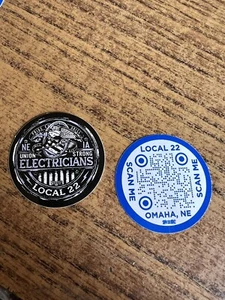 NE IA
UNION STRONG
ELECTRICIANS
LOCAL 22
LOCAL 22
SCAN ME
SCAN ME
OMAHA, NE